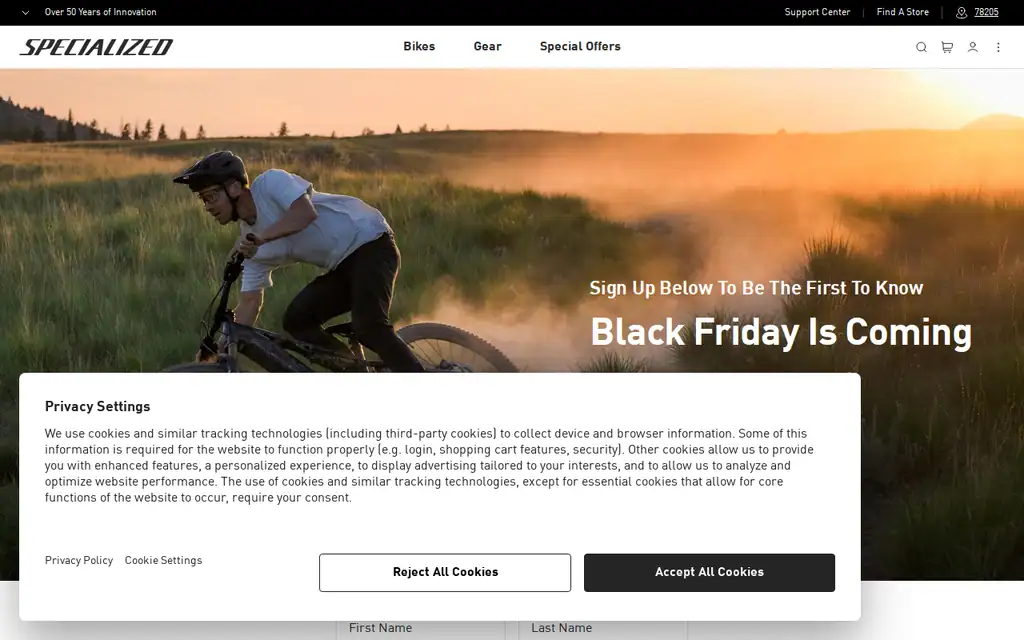 Over 50 Years of Innovation
Support Center
Find A Store
78205
SPECIALIZED
Bikes
Gear
Special Offers
Sign Up Below To Be The First To Know
Black Friday Is Coming
Privacy Settings
We use cookies and similar tracking technologies (including third-party cookies) to collect device and browser information. Some of this
information is required for the website to function properly (e.g. login, shopping cart features, security). Other cookies allow us to provide
you with enhanced features, a personalized experience, to display advertising tailored to your interests, and to allow us to analyze and
optimize website performance. The use of cookies and similar tracking technologies, except for essential cookies that allow for core
functions of the website to occur, require your consent.
Privacy Policy
Cookie Settings
Reject All Cookies
Accept All Cookies
First Name
Last Name